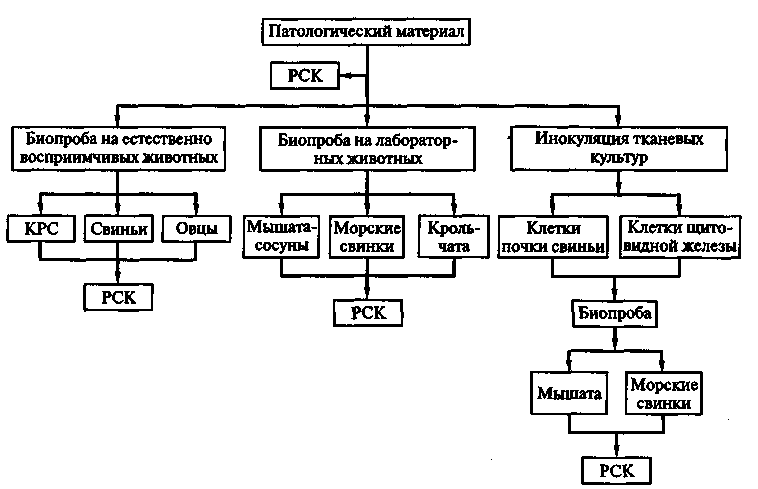 Патологический материал
РСК
Биопроба на естественно
восприимчивых животных
Биопроба на лаборатор-
ных животных
Инокуляция тканевых
культур
КРС
Свиньи
Овцы
Мышата-
сосуны
Морские
свинки
Кроль-
чата
Клетки
почки свиньи
Клетки щито-
видной железы
РСК
РСК
Биопроба
Мышата
Морские
свинки
РСК